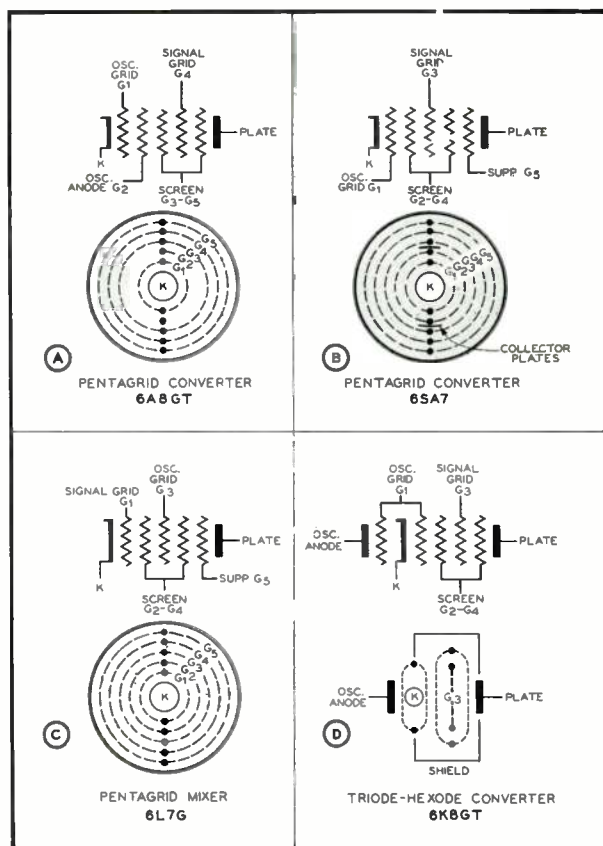 SIGNAL
GRID
G4
OSC.
GRID
G1
PLATE
K
OSC.
ANODE G2
SCREEN
G3-G5
G1 G2 G3 G4 G5
K
A
PENTAGRID CONVERTER
6A8GT
SIGNAL
GRID
G3
PLATE
K
SUPP. G5
OSC.
GRID G1
SCREEN
G2-G4
G1 G2 G3 G4 G5
K
B
COLLECTOR
PLATES
PENTAGRID CONVERTER
6SA7
OSC.
GRID
G3
SIGNAL GRID
G1
PLATE
K
SUPP G5
SCREEN
G2-G4
G1 G2 G3 G4 G5
K
C
PENTAGRID MIXER
6L7G
OSC.
GRID
G1
SIGNAL
GRID
G3
OSC.
ANODE
PLATE
K
SCREEN
G2-G4
OSC.
ANODE
K
G3
PLATE
D
SHIELD
TRIODE-HEXODE CONVERTER
6K8GT